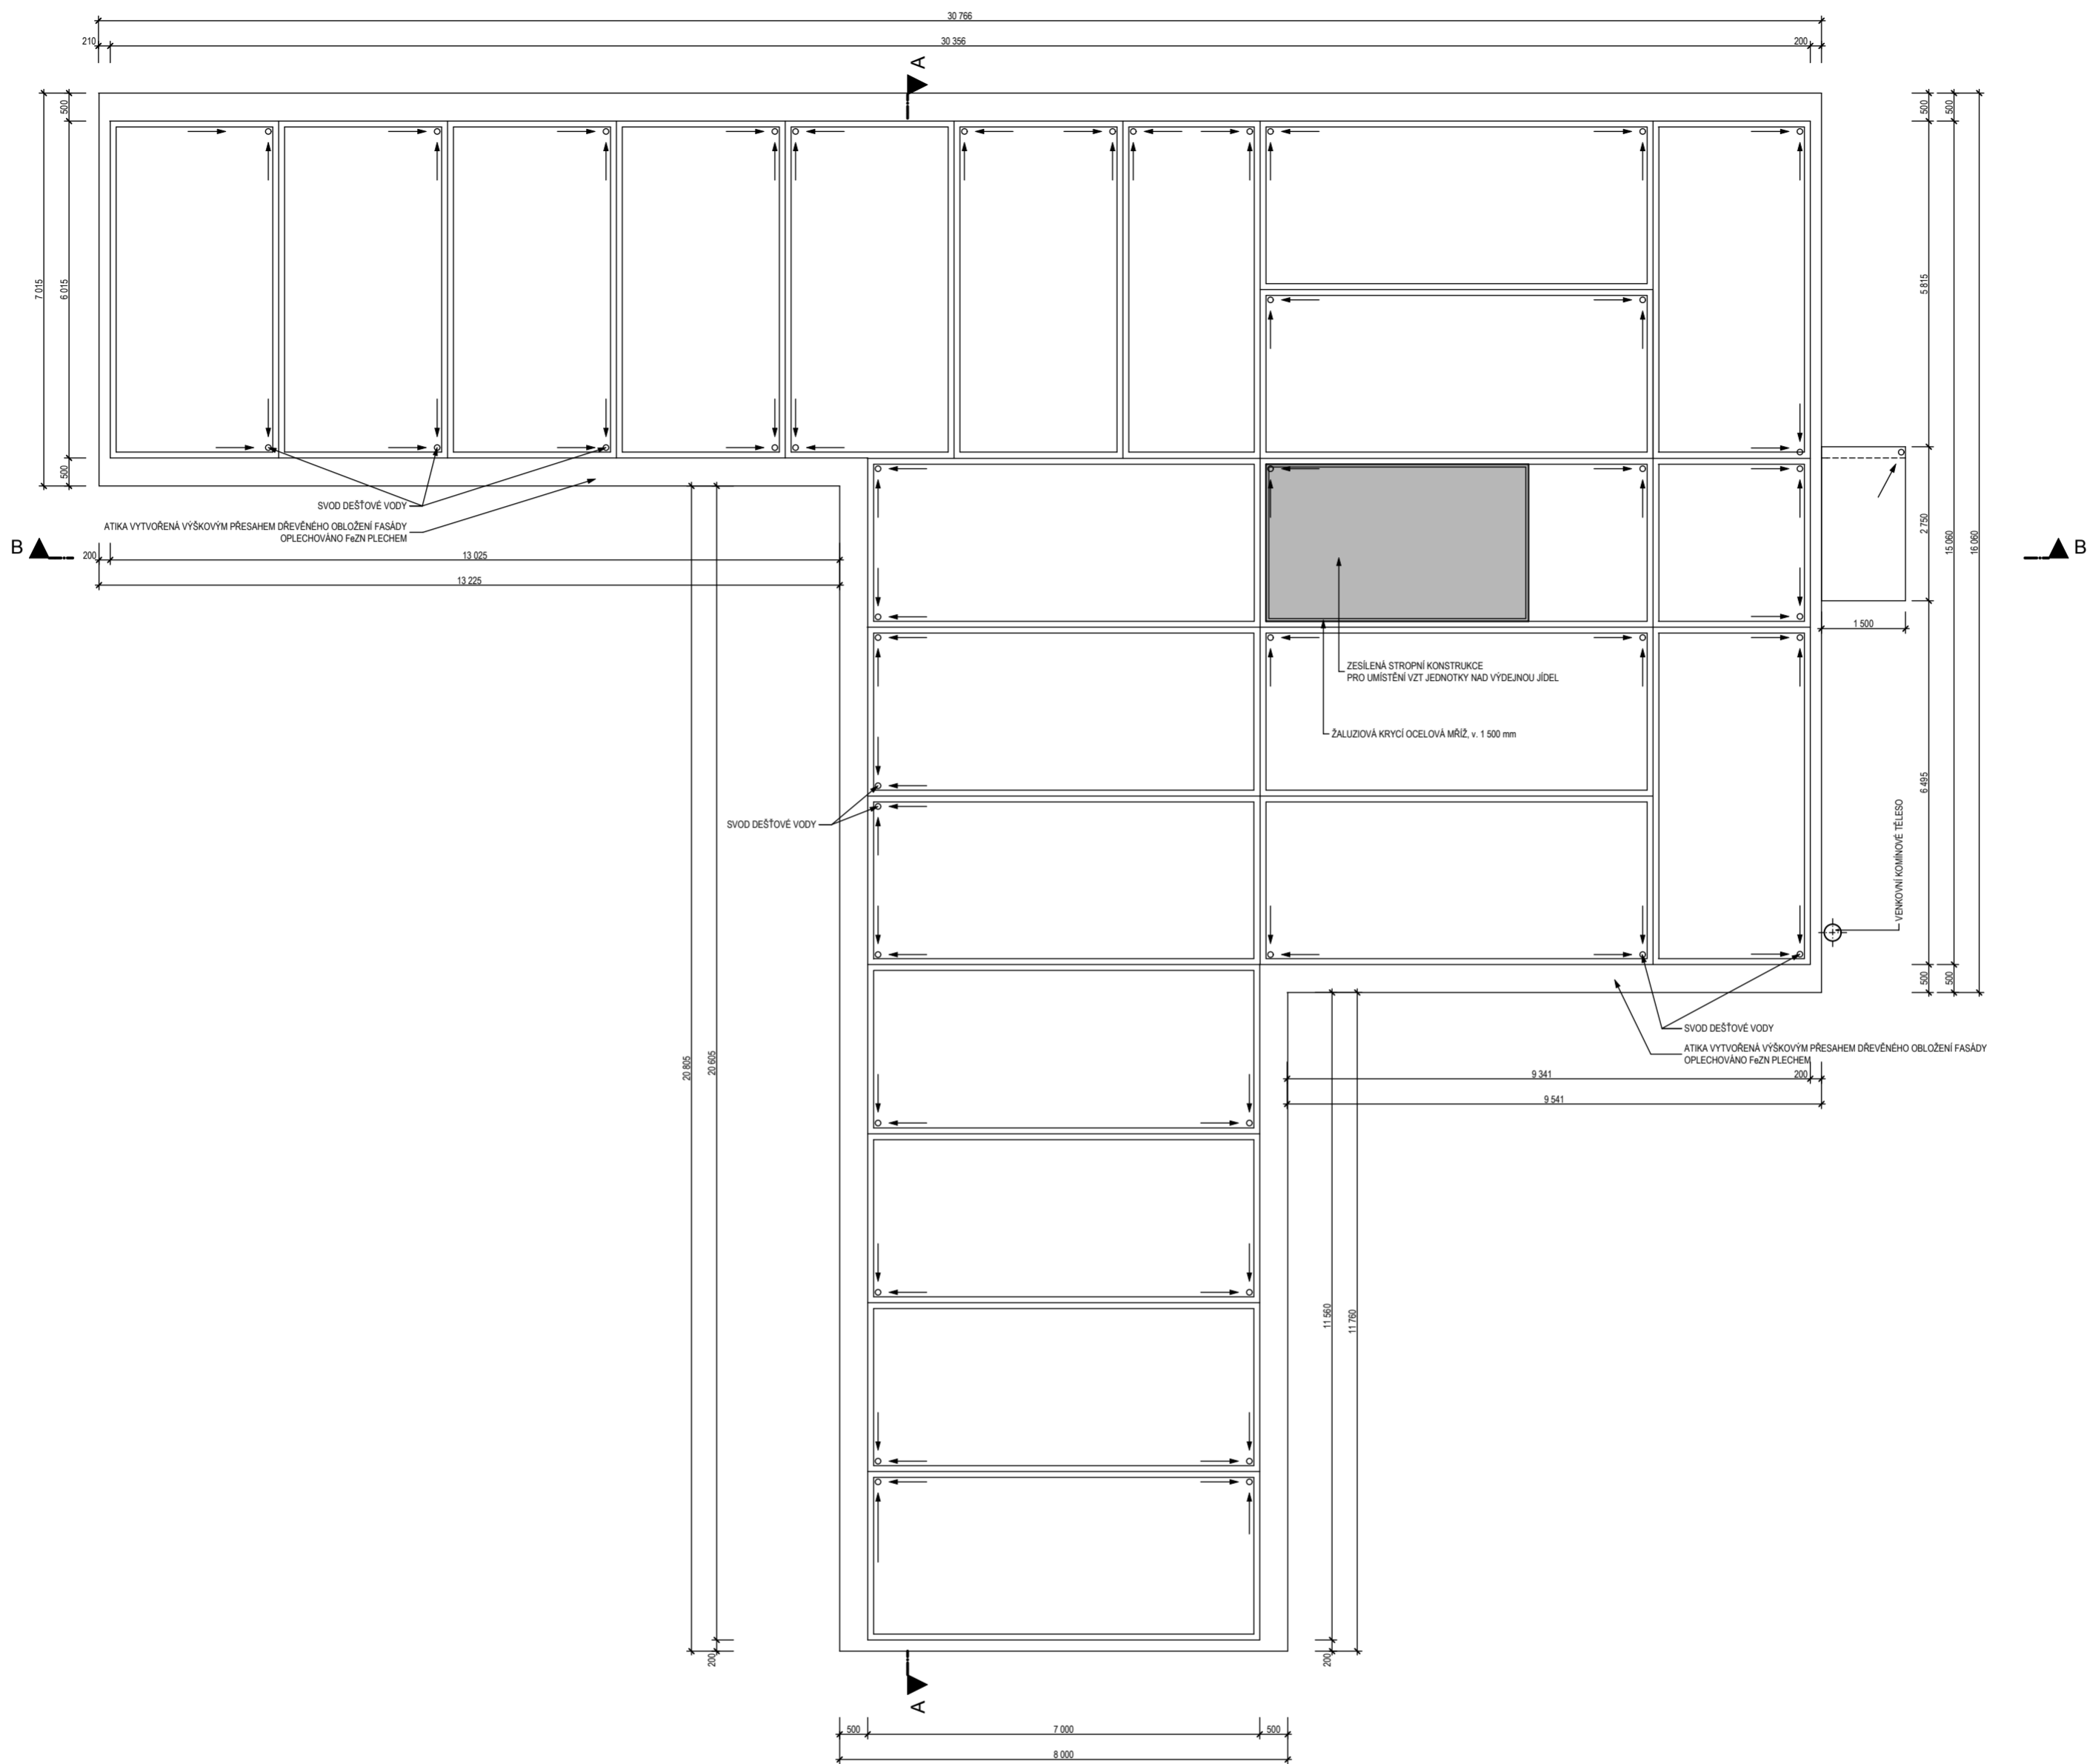 30 766
210
30 356
200
A
500
500
500
7 015
6 015
5 815
500
SVOD DEŠŤOVÉ VODY
ATIKA VYTVOŘENÁ VÝŠKOVÝM PŘESAHEM DŘEVĚNÉHO OBLOŽENÍ FASÁDY
OPLECHOVÁNO FeZN PLECHEM
B
200
13 025
13 225
2 750
15 060
16 060
B
1 500
ZESÍLENÁ STROPNÍ KONSTRUKCE
PRO UMÍSTĚNÍ VZT JEDNOTKY NAD VÝDEJNOU JÍDEL
ŽALUZIOVÁ KRYCÍ OCELOVÁ MŘÍŽ, v. 1 500 mm
6 495
SVOD DEŠŤOVÉ VODY
VENKOVNÍ KOMÍNOVÉ TĚLESO
500
500
SVOD DEŠŤOVÉ VODY
ATIKA VYTVOŘENÁ VÝŠKOVÝM PŘESAHEM DŘEVĚNÉHO OBLOŽENÍ FASÁDY
OPLECHOVÁNO FeZN PLECHEM
20 805
20 605
9 341
200
9 541
11 560
11 760
200
200
A
500
7 000
500
8 000